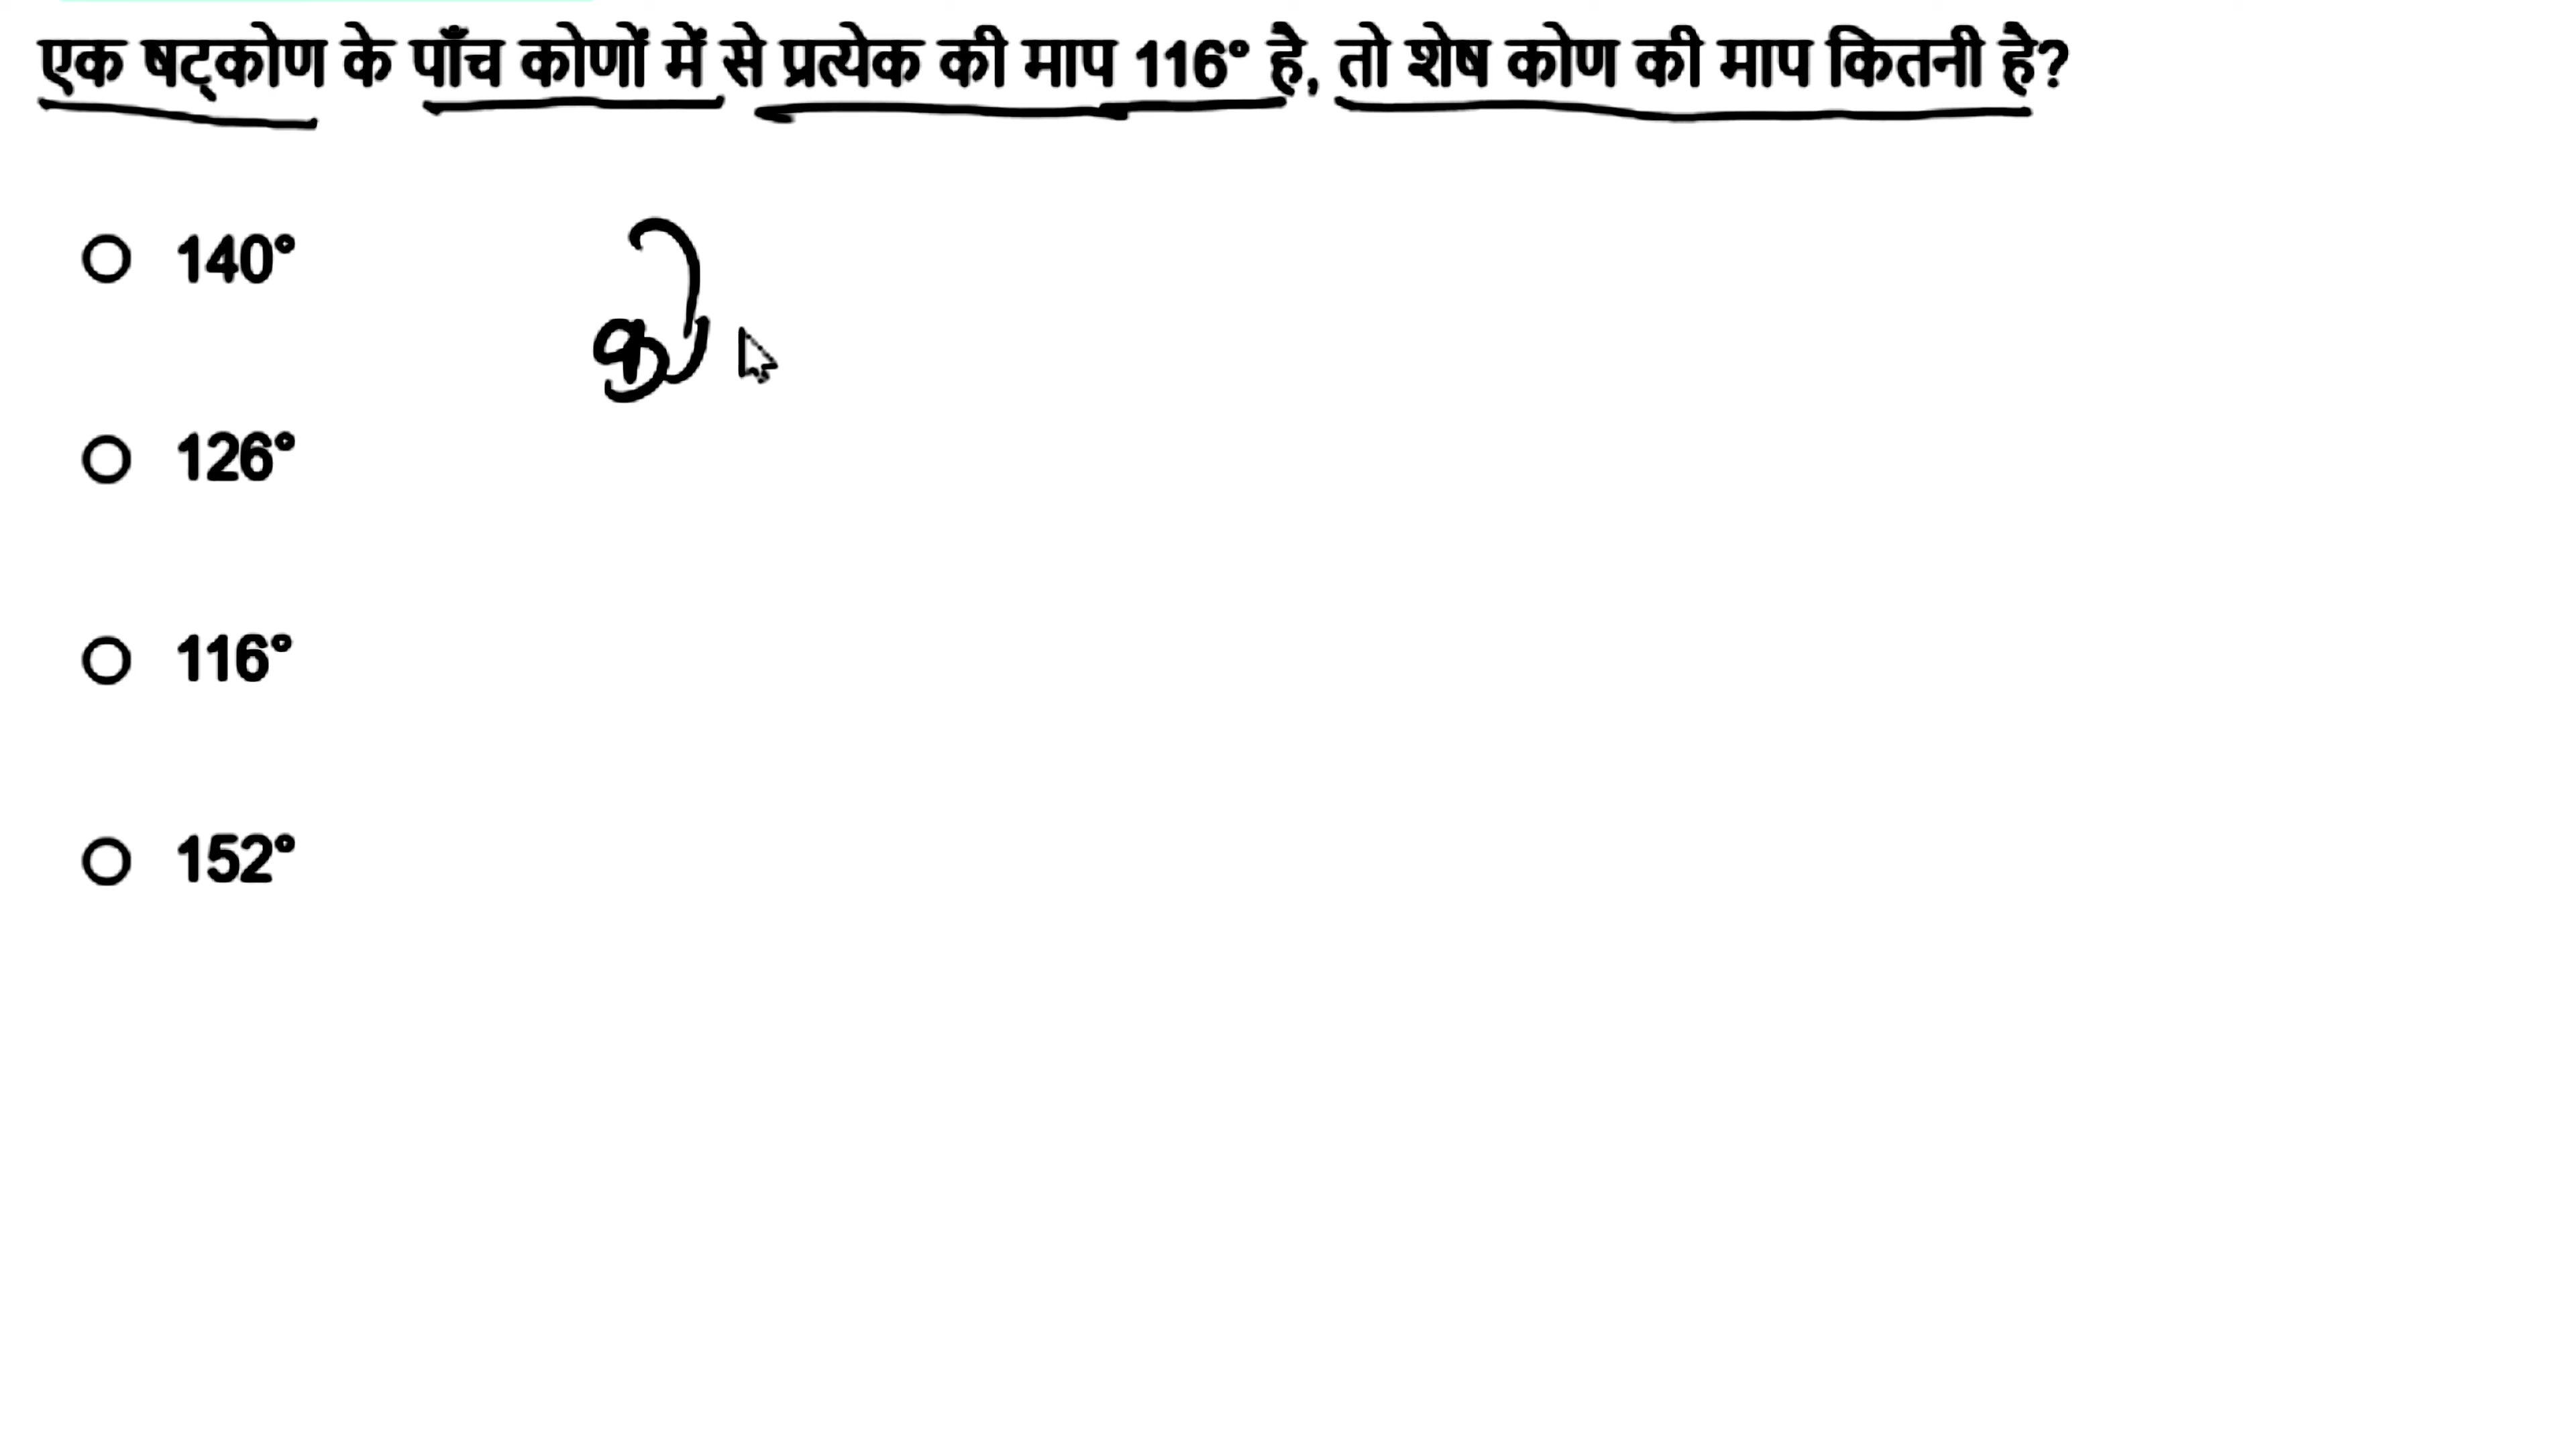 एक षट्कोण के पाँच कोणों में से प्रत्येक की माप 116° है, तो शेष कोण की माप कितनी है?
140°
126°
116°
152°